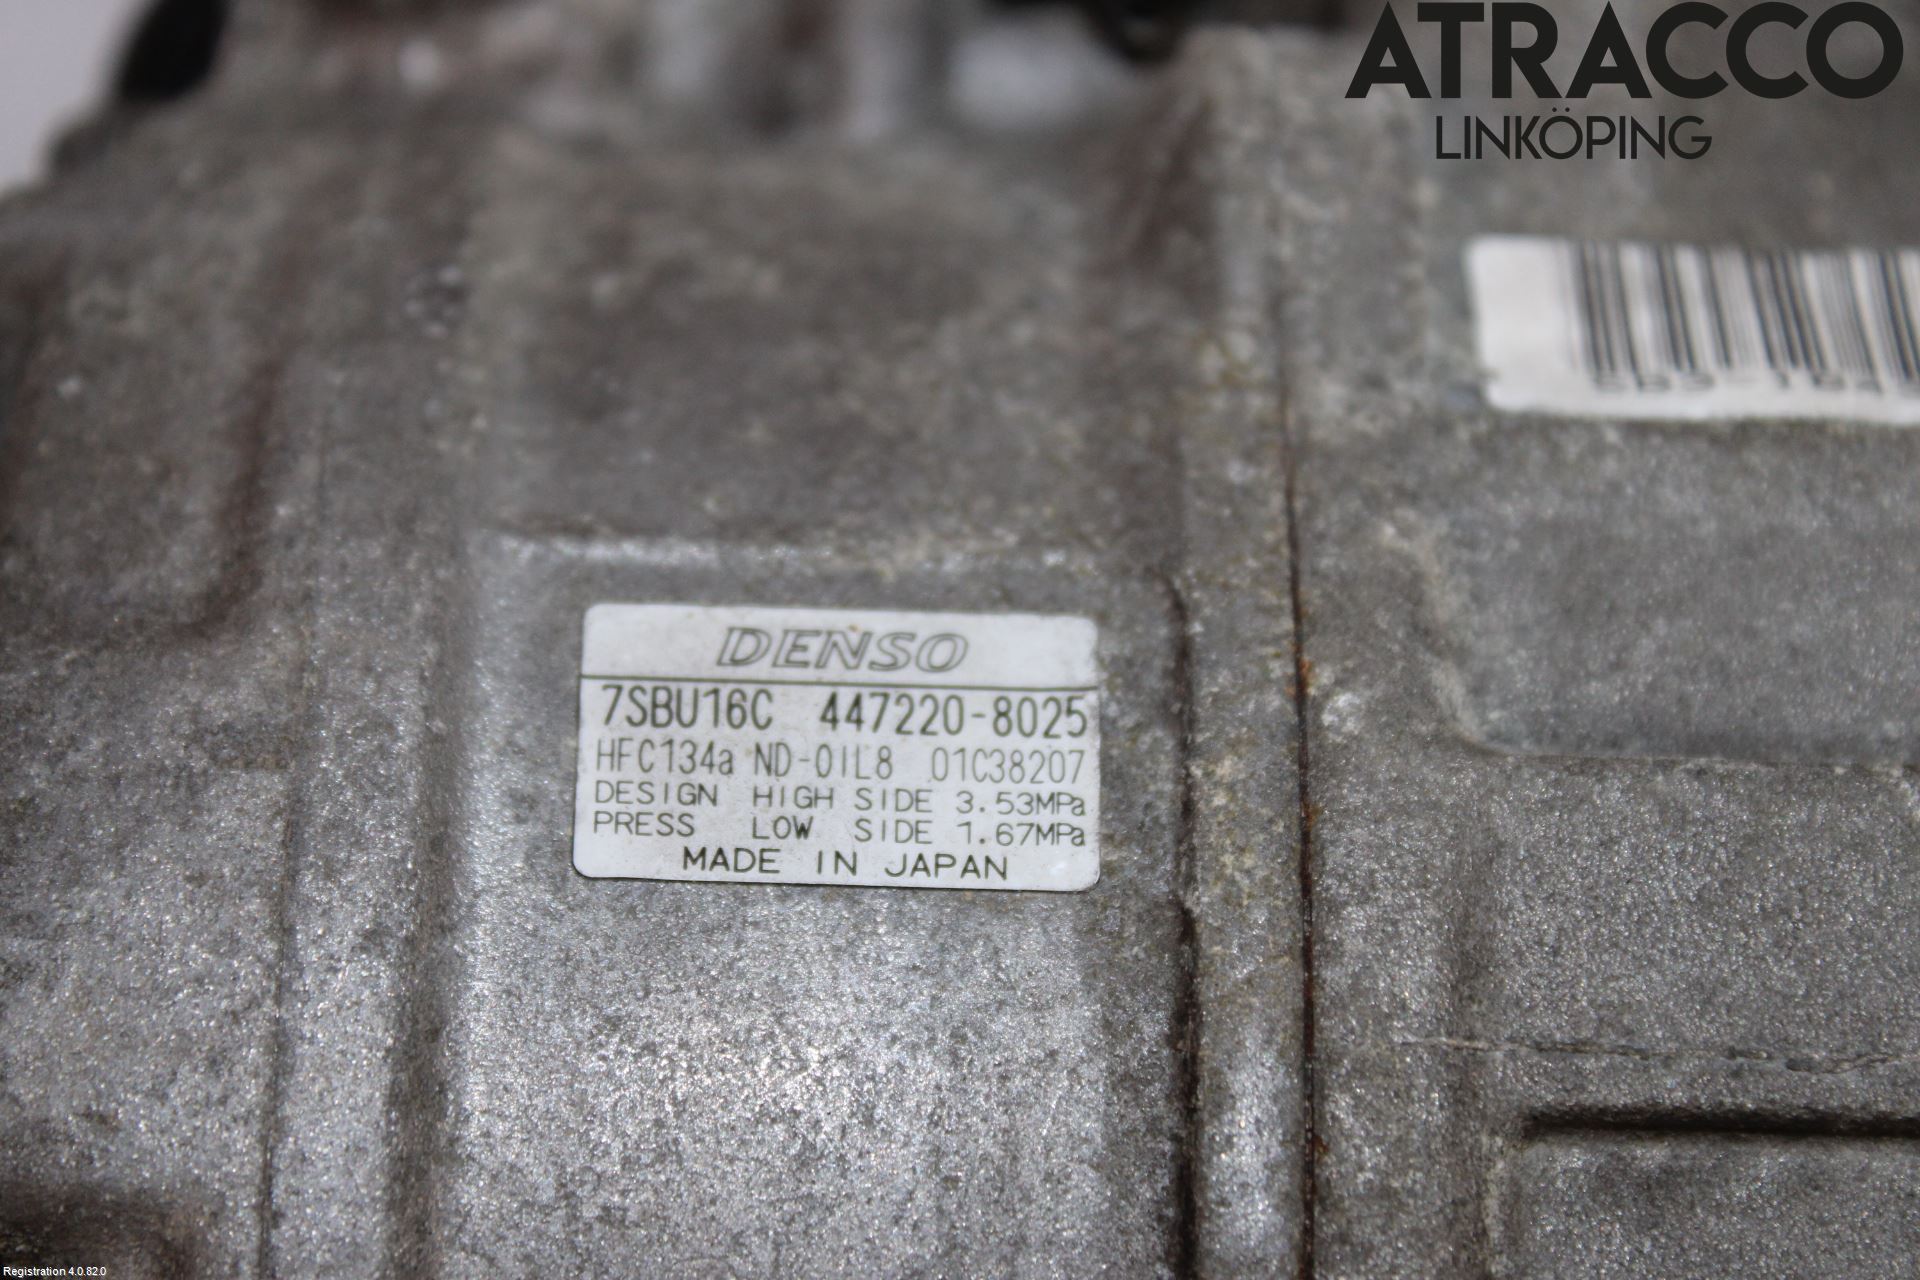 ATRACCO
LINKÖPING
DENSO
7SBU16C 447220-8025
HFC134a ND-OIL8 01C38207
DESIGN HIGH SIDE 3.53MPa
PRESS LOW SIDE 1.67MPa
MADE IN JAPAN
Registration 4.0.82.0